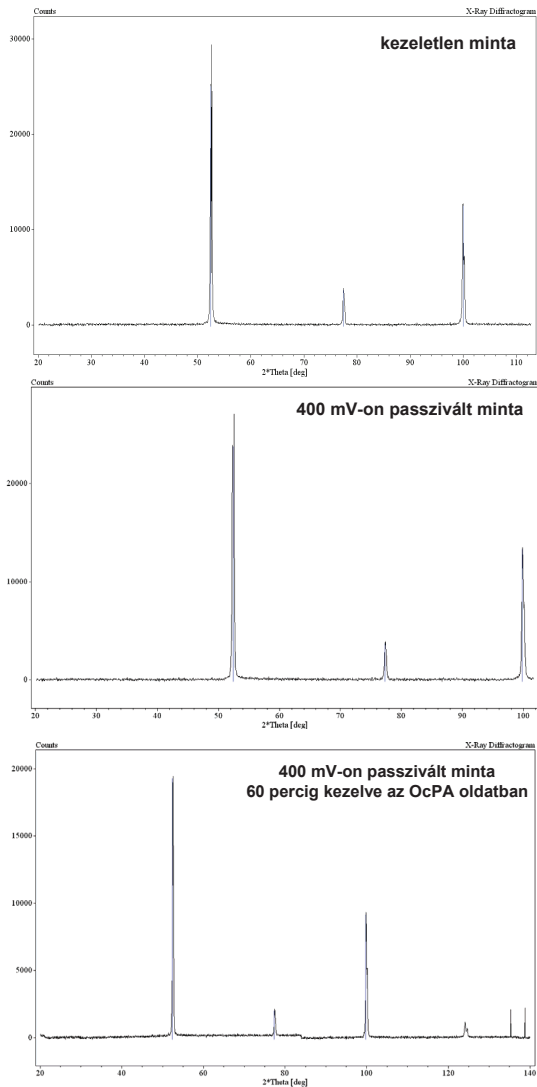 Counts X-Ray Diffractogram
kezeletlen minta
30000
20000
10000
0
20 30 40 50 60 70 80 90 100 110
2*Theta [deg]
Counts X-Ray Diffractogram
400 mV-on passzivált minta
20000
10000
0
20 30 40 50 60 70 80 90 100
2*Theta [deg]
Counts X-Ray Diffractogram
400 mV-on passzivált minta
60 percig kezelve az OcPA oldatban
20000
15000
10000
5000
0
20 40 60 80 100 120 140
2*Theta [deg]